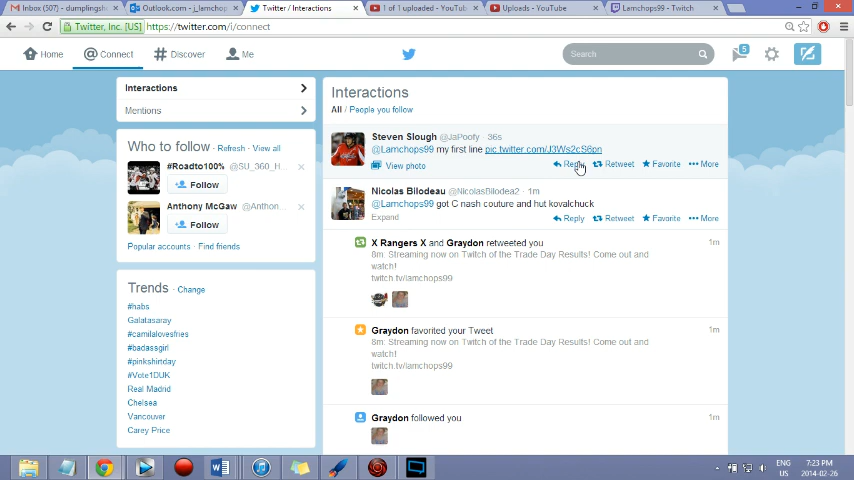 Inbox (507) - dumplingsh
Outlook.com - j_lamchop
Twitter / Interactions
1 of 1 uploaded - YouTube
Uploads - YouTube
Lamchops99 - Twitch
Twitter, Inc. [US] https://twitter.com/i/connect
Home @ Connect # Discover Me Search 5
Interactions
Mentions
Who to follow · Refresh · View all
#Roadto100% @SU_360_H...
Follow
Anthony McGaw @Anthon...
Follow
Popular accounts · Find friends
Trends · Change
#habs
Galatasaray
#camilalovesfries
#badassgirl
#pinkshirtday
#Vote1DUK
Real Madrid
Chelsea
Vancouver
Carey Price
Interactions
All / People you follow
Steven Slough @JaPoofy · 36s
@Lamchops99 my first line pic.twitter.com/J3Ws2cS6pn
View photo Reply Retweet Favorite More
Nicolas Bilodeau @NicolasBilodea2 · 1m
@Lamchops99 got C nash couture and hut kovalchuck
Expand Reply Retweet Favorite More
X Rangers X and Graydon retweeted you 1m
8m: Streaming now on Twitch of the Trade Day Results! Come out and
watch!
twitch.tv/lamchops99
Graydon favorited your Tweet 1m
8m: Streaming now on Twitch of the Trade Day Results! Come out and
watch!
twitch.tv/lamchops99
Graydon followed you 1m
ENG 7:23 PM
US 2014-02-26